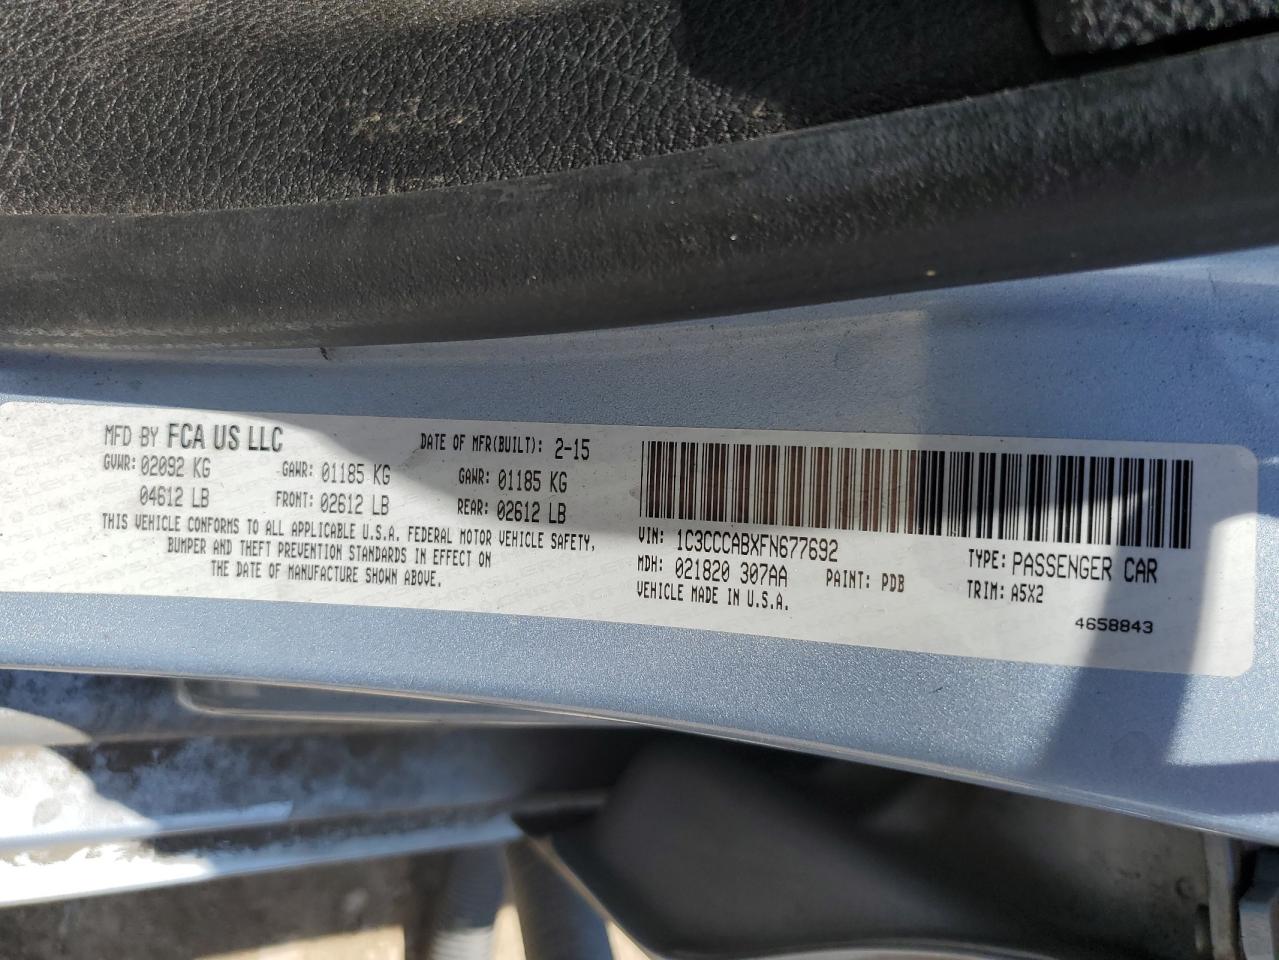 MFD BY FCA US LLC DATE OF MFR(BUILT): 2-15
GVWR: 02092 KG GAWR: 01185 KG GAWR: 01185 KG
04612 LB FRONT: 02612 LB REAR: 02612 LB
THIS VEHICLE CONFORMS TO ALL APPLICABLE U.S.A. FEDERAL MOTOR VEHICLE SAFETY,
BUMPER AND THEFT PREVENTION STANDARDS IN EFFECT ON
THE DATE OF MANUFACTURE SHOWN ABOVE.
VIN: 1C3CCCABXFN677692 TYPE: PASSENGER CAR
MDH: 021820 307AA PAINT: PDB TRIM: A5X2
VEHICLE MADE IN U.S.A.
4658843